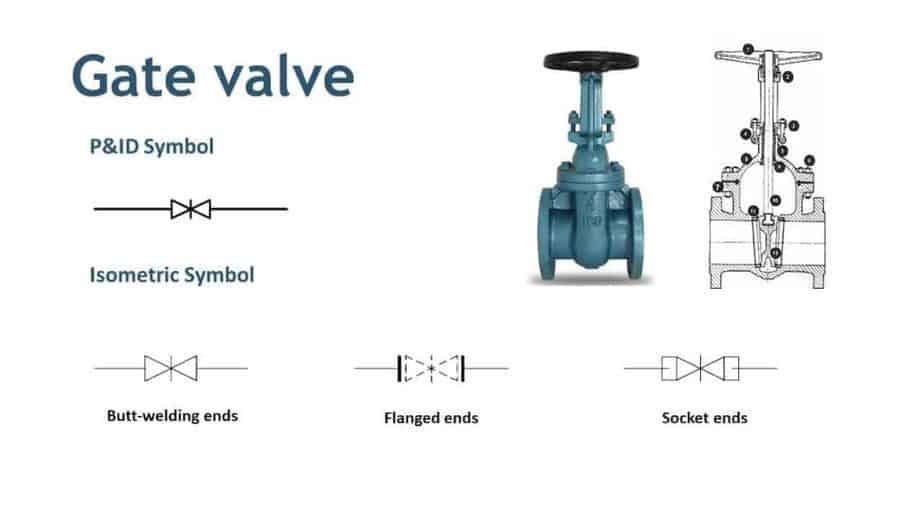 Gate valve
P&ID Symbol
Isometric Symbol
Butt-welding ends
Flanged ends
Socket ends